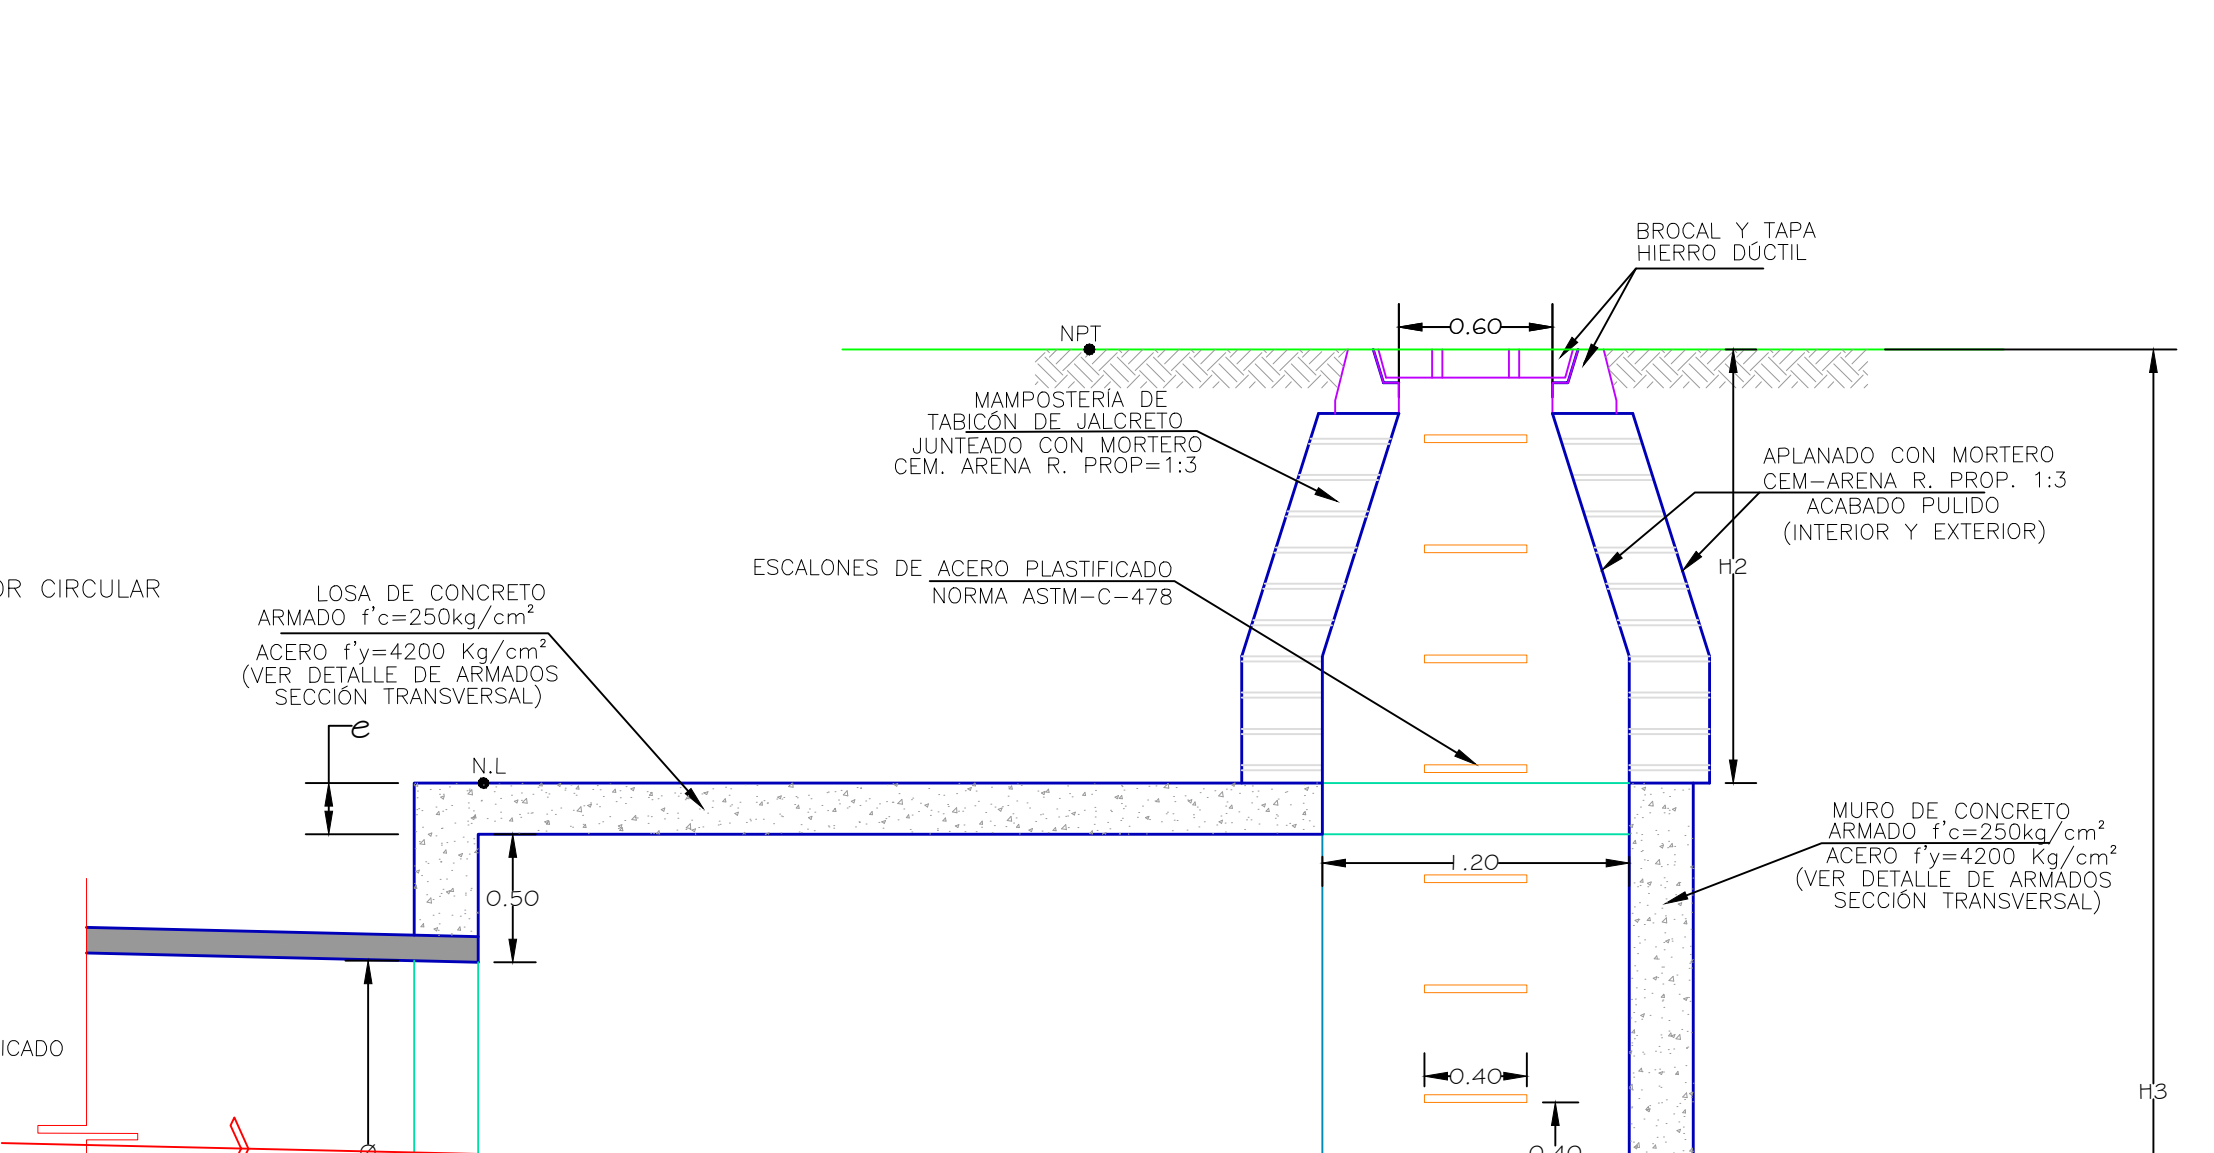 BROCAL Y TAPA
HIERRO DÚCTIL
0.60
NPT
MAMPOSTERÍA DE
TABICÓN DE JALCRETO
JUNTEADO CON MORTERO
CEM. ARENA R. PROP=1:3
APLANADO CON MORTERO
CEM-ARENA R. PROP. 1:3
ACABADO PULIDO
(INTERIOR Y EXTERIOR)
H2
ESCALONES DE ACERO PLASTIFICADO
NORMA ASTM-C-478
OR CIRCULAR
LOSA DE CONCRETO
ARMADO f'c=250kg/cm²
ACERO f'y=4200 Kg/cm²
(VER DETALLE DE ARMADOS
SECCIÓN TRANSVERSAL)
e
N.L
MURO DE CONCRETO
ARMADO f'c=250kg/cm²
ACERO f'y=4200 Kg/cm²
(VER DETALLE DE ARMADOS
SECCIÓN TRANSVERSAL)
1.20
0.50
ICADO
0.40
H3
0.40